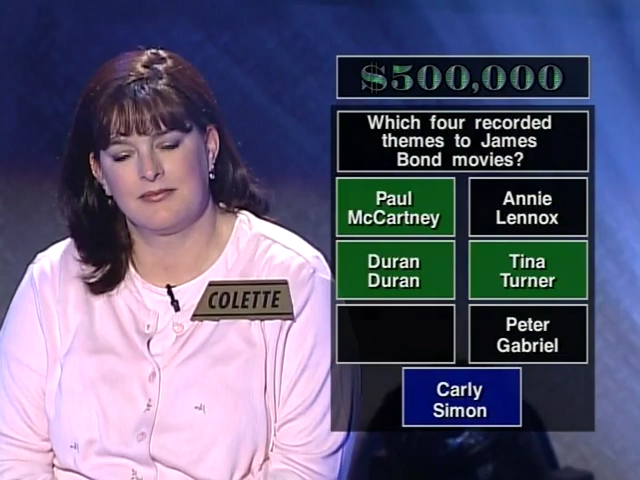 $500,000
Which four recorded
themes to James
Bond movies?
Paul
McCartney
Annie
Lennox
Duran
Duran
Tina
Turner
Peter
Gabriel
Carly
Simon
COLETTE